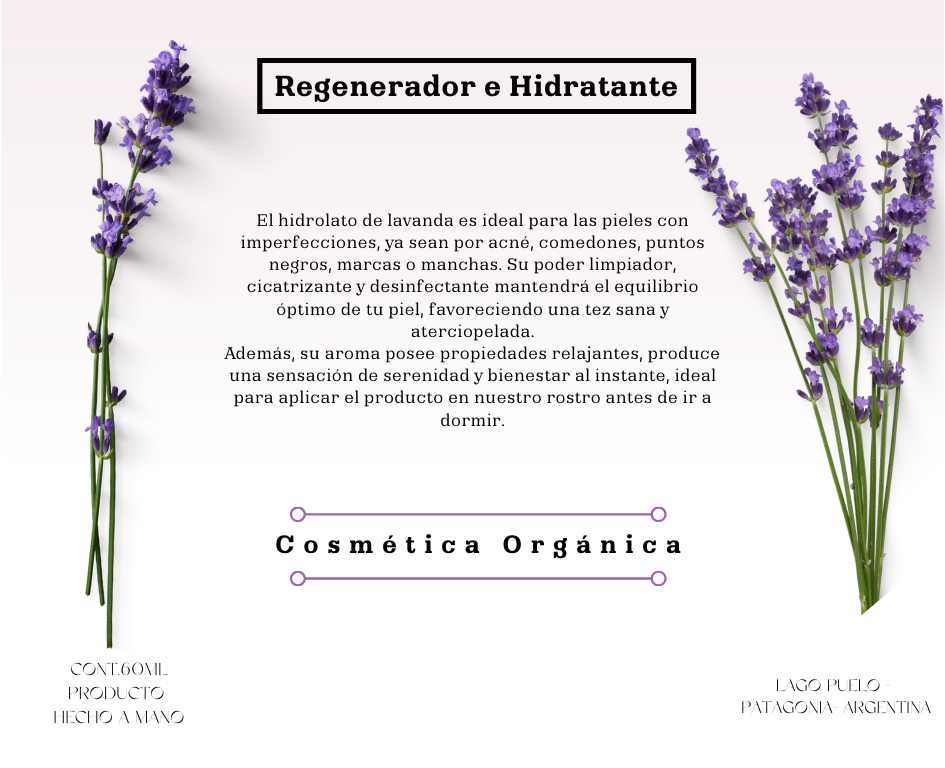 Regenerador e Hidratante
El hidrolato de lavanda es ideal para las pieles con
imperfecciones, ya sean por acné, comedones, puntos
negros, marcas o manchas. Su poder limpiador,
cicatrizante y desinfectante mantendrá el equilibrio
óptimo de tu piel, favoreciendo una tez sana y
aterciopelada.
Además, su aroma posee propiedades relajantes, produce
una sensación de serenidad y bienestar al instante, ideal
para aplicar el producto en nuestro rostro antes de ir a
dormir.
Cosmética Orgánica
CONT.60ML
PRODUCTO
HECHO A MANO
LAGO PUELO -
PATAGONIA- ARGENTINA